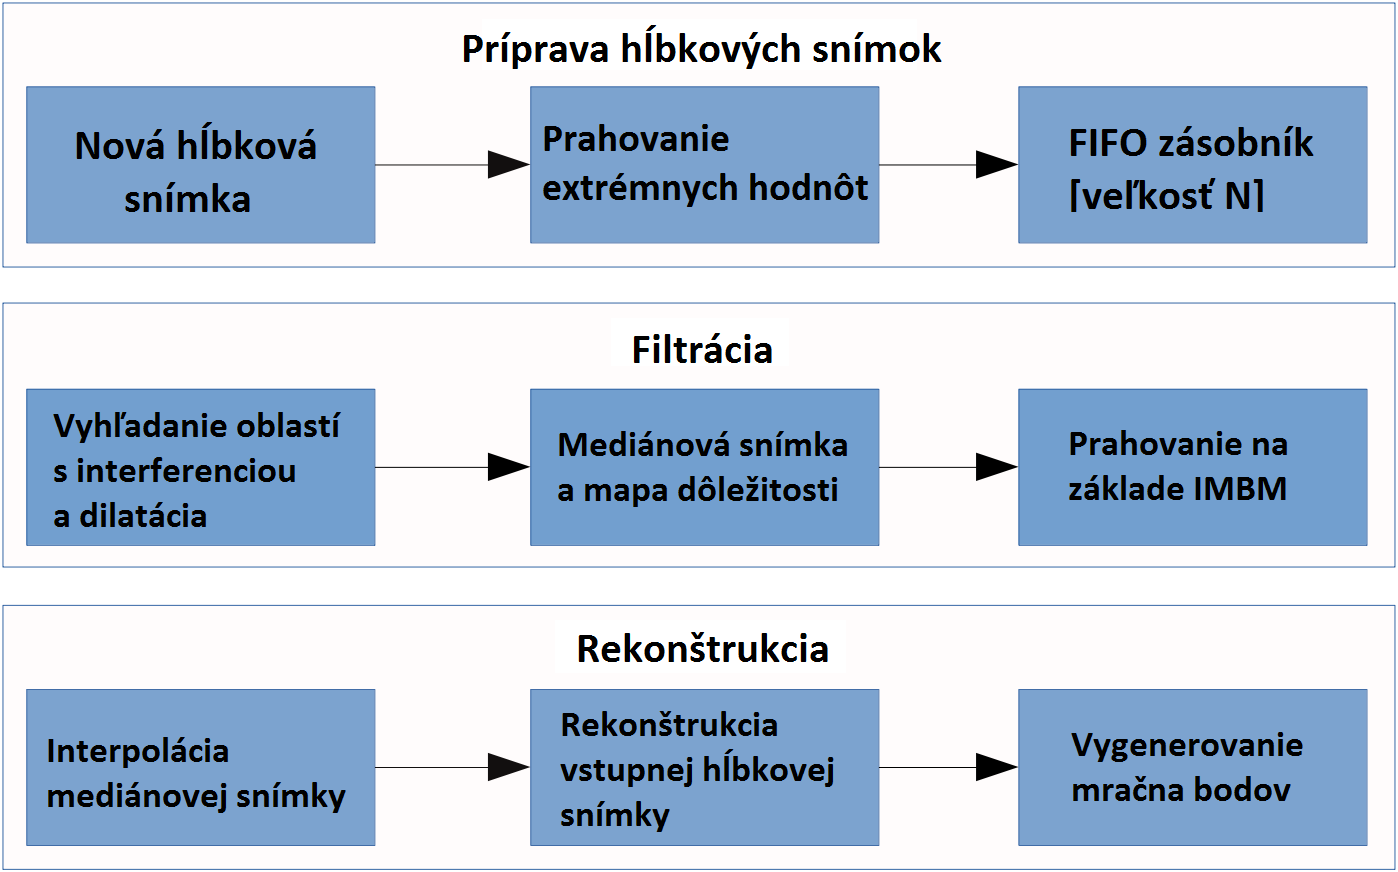 Príprava hĺbkových snímok
Nová hĺbková
snímka
Prahovanie
extrémnych hodnôt
FIFO zásobník
[veľkosť N]
Filtrácia
Vyhľadanie oblastí
s interferenciou
a dilatácia
Mediánová snímka
a mapa dôležitosti
Prahovanie na
základe IMBM
Rekonštrukcia
Interpolácia
mediánovej snímky
Rekonštrukcia
vstupnej hĺbkovej
snímky
Vygenerovanie
mračna bodov